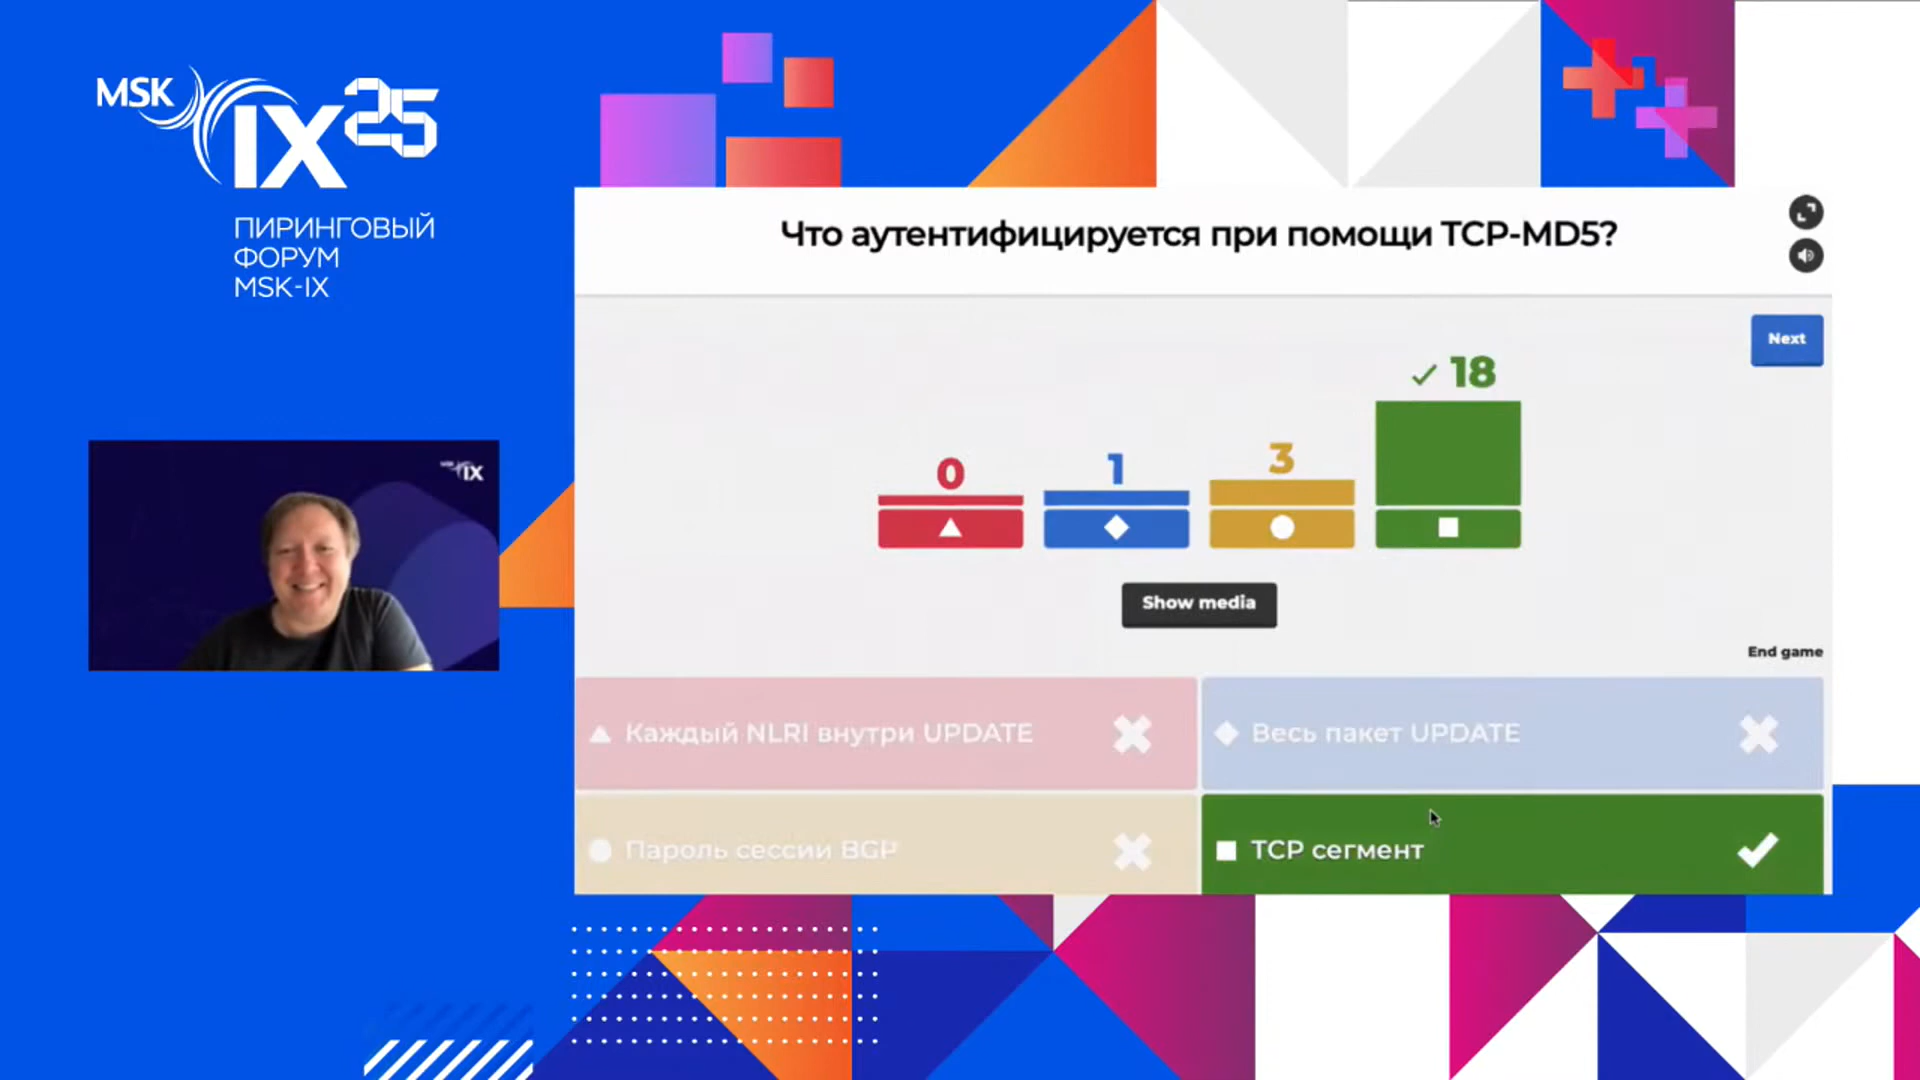 MSK
IX 25
ПИРИНГОВЫЙ
ФОРУМ
MSK-IX
Что аутентифицируется при помощи TCP-MD5?
Next
18
0
1
3
Show media
End game
Каждый NLRI внутри UPDATE
Весь пакет UPDATE
Пароль сессии BGP
TCP сегмент
MSK IX